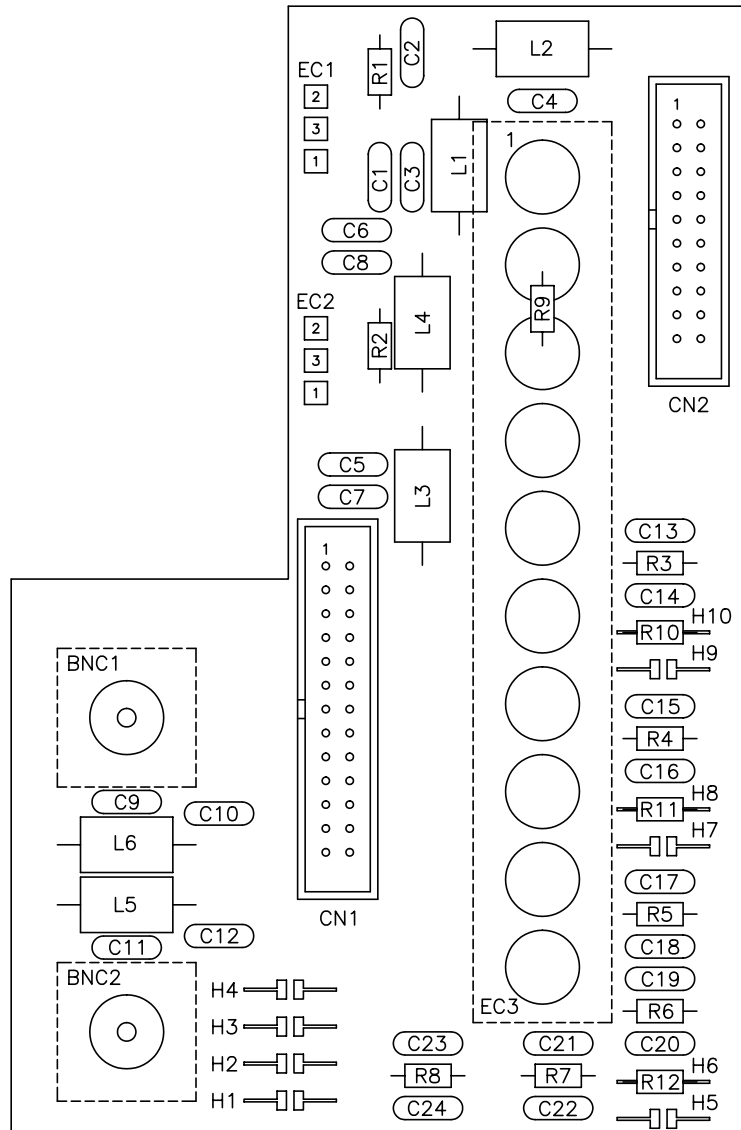 L2
C2
R1
EC1
2
C4
1
3
1
1
C1
C3
L1
C6
C8
EC2
2
R9
L4
R2
3
1
CN2
C5
L3
C7
C13
1
R3
C14
H10
R10
H9
BNC1
C15
R4
C16
C9
H8
C10
R11
L6
H7
C17
L5
R5
CN1
C12
C11
C18
BNC2
C19
H4
EC3
R6
H3
C23
C21
C20
H2
H6
R8
R7
R12
H1
C24
C22
H5